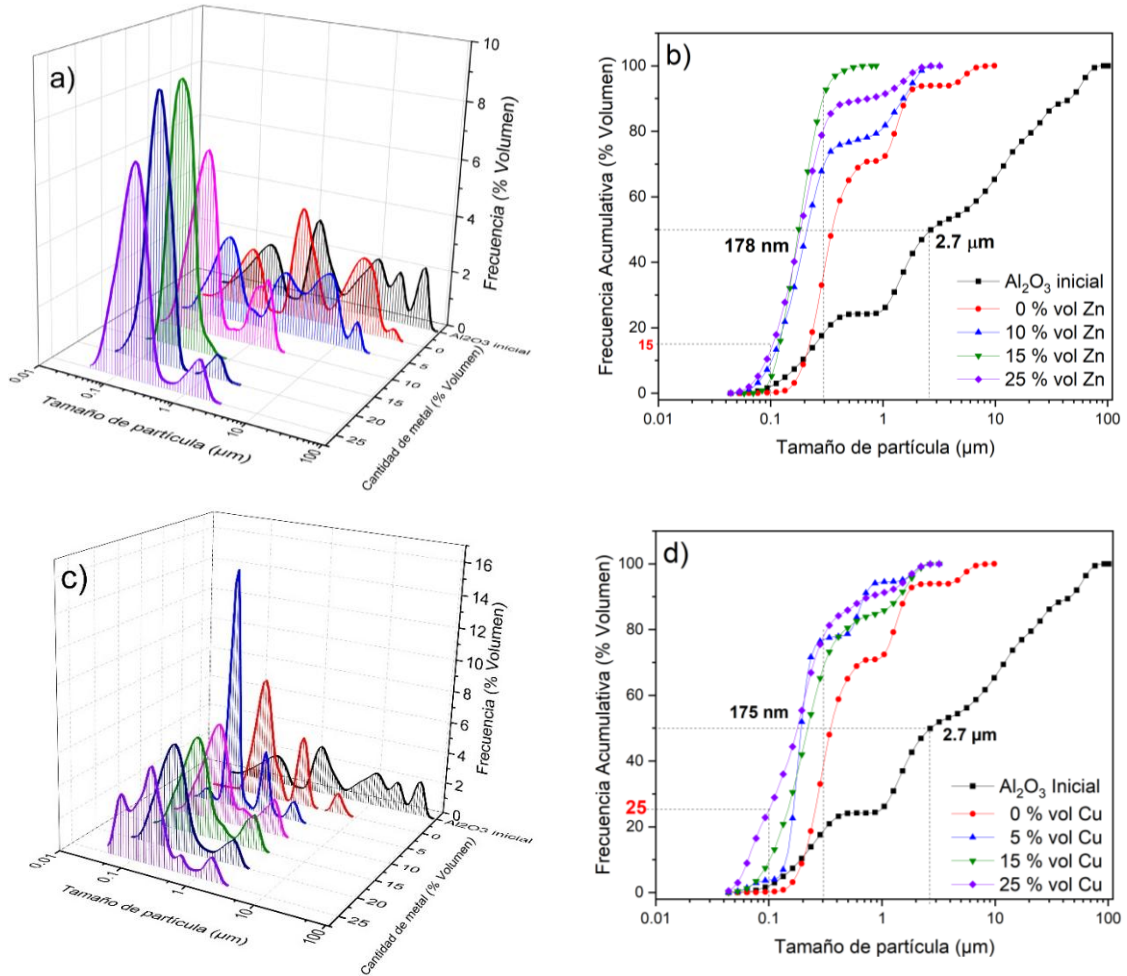 a)
10
8
6
4
2
0
Frecuencia (% Volumen)
Al2O3 inicial
0
5
10
15
20
25
Cantidad de metal (% Volumen)
0.01
0.1
1
10
100
Tamaño de partícula (µm)
b)
100
80
60
40
20
15
0
Frecuencia Acumulativa (% Volumen)
178 nm
2.7 µm
Al₂O₃ inicial
0 % vol Zn
10 % vol Zn
15 % vol Zn
25 % vol Zn
0.01
0.1
1
10
100
Tamaño de partícula (µm)
c)
16
14
12
10
8
6
4
2
0
Frecuencia (% Volumen)
Al2O3 Inicial
0
5
10
15
20
25
Cantidad de metal (% Volumen)
0.01
0.1
1
10
100
Tamaño de partícula (µm)
d)
100
80
60
40
25
20
0
Frecuencia Acumulativa (% Volumen)
175 nm
2.7 µm
Al₂O₃ Inicial
0 % vol Cu
5 % vol Cu
15 % vol Cu
25 % vol Cu
0.01
0.1
1
10
100
Tamaño de partícula (µm)